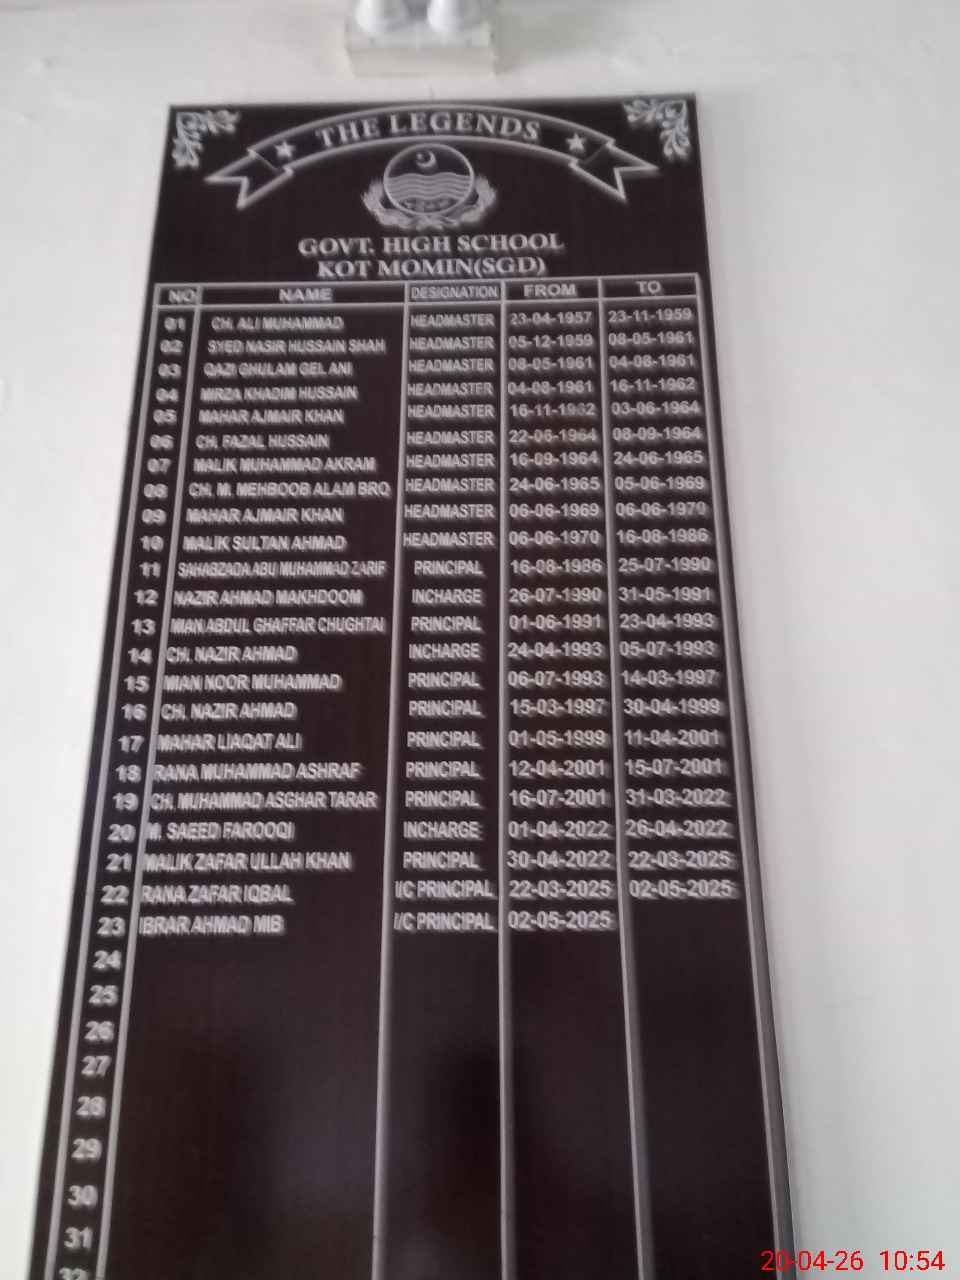 THE LEGENDS
GOVT. HIGH SCHOOL
KOT MOMIN(SGD)
NO NAME DESIGNATION FROM TO
01 CH. ALI MUHAMMAD HEADMASTER 23-04-1957 23-11-1959
02 SYED NASIR HUSSAIN SHAH HEADMASTER 05-12-1959 08-05-1961
03 QAZI GHULAM GELANI HEADMASTER 08-05-1961 04-08-1961
04 MIRZA KHADIM HUSSAIN HEADMASTER 04-08-1961 16-11-1962
05 MAHAR AJMAIR KHAN HEADMASTER 16-11-1962 03-06-1964
06 CH. FAZAL HUSSAIN HEADMASTER 22-06-1964 08-09-1964
07 MALIK MUHAMMAD AKRAM HEADMASTER 16-09-1964 24-06-1965
08 CH. M. MEHBOOB ALAM BRQ HEADMASTER 24-06-1965 05-06-1969
09 MAHAR AJMAIR KHAN HEADMASTER 06-06-1969 06-06-1970
10 MALIK SULTAN AHMAD HEADMASTER 06-06-1970 16-08-1986
11 SAHABZADA ABU MUHAMMAD ZARIF PRINCIPAL 16-08-1986 25-07-1990
12 NAZIR AHMAD MAKHDOOM INCHARGE 26-07-1990 31-05-1991
13 MIAN ABDUL GHAFFAR CHUGHTAI PRINCIPAL 01-06-1991 23-04-1993
14 CH. NAZIR AHMAD INCHARGE 24-04-1993 05-07-1993
15 MIAN NOOR MUHAMMAD PRINCIPAL 06-07-1993 14-03-1997
16 CH. NAZIR AHMAD PRINCIPAL 15-03-1997 30-04-1999
17 MAHAR LIAQAT ALI PRINCIPAL 01-05-1999 11-04-2001
18 RANA MUHAMMAD ASHRAF PRINCIPAL 12-04-2001 15-07-2001
19 CH. MUHAMMAD ASGHAR TARAR PRINCIPAL 16-07-2001 31-03-2022
20 M. SAEED FAROOQI INCHARGE 01-04-2022 26-04-2022
21 MALIK ZAFAR ULLAH KHAN PRINCIPAL 30-04-2022 22-03-2025
22 RANA ZAFAR IQBAL I/C PRINCIPAL 22-03-2025 02-05-2025
23 IBRAR AHMAD MIB I/C PRINCIPAL 02-05-2025
24
25
26
27
28
29
30
31
32
20-04-26 10:54